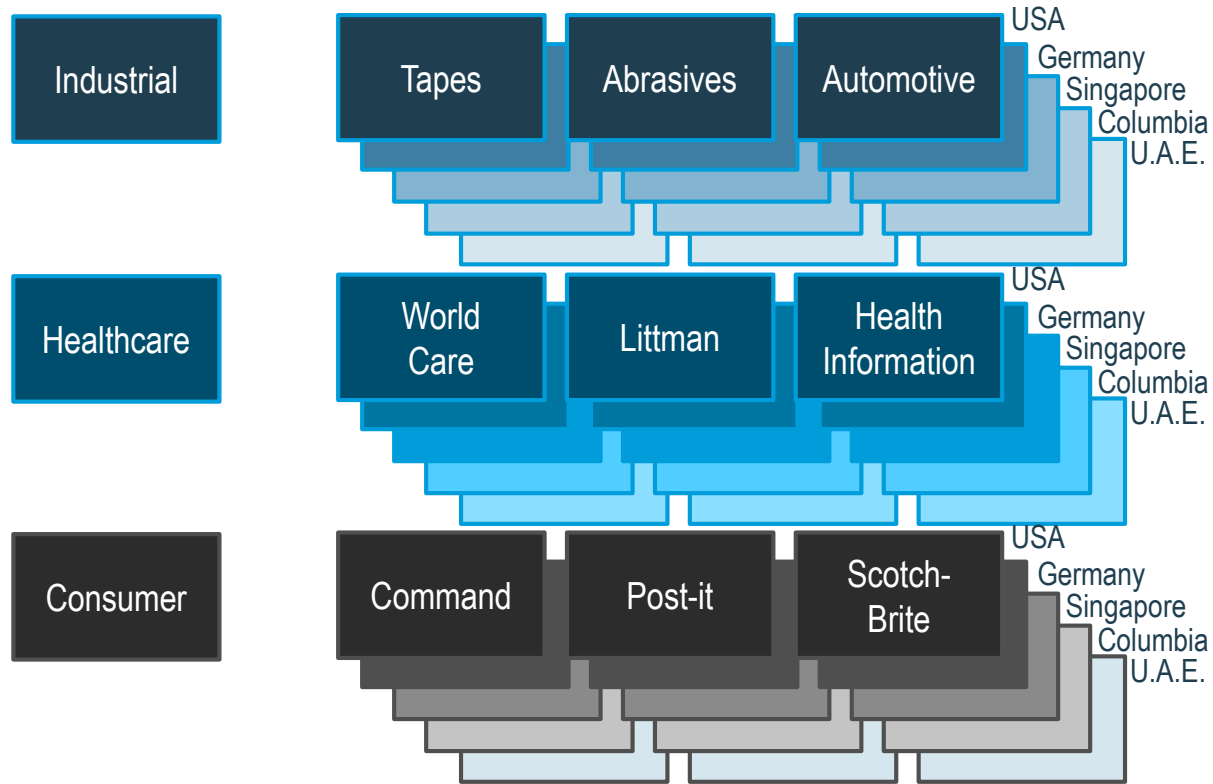 Industrial
Tapes
Abrasives
Automotive
USA
Germany
Singapore
Columbia
U.A.E.
Healthcare
World
Care
Littman
Health
Information
USA
Germany
Singapore
Columbia
U.A.E.
Consumer
Command
Post-it
Scotch-
Brite
USA
Germany
Singapore
Columbia
U.A.E.